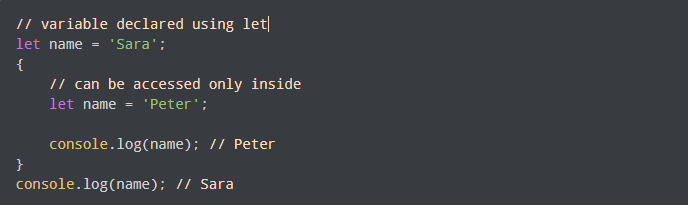 // variable declared using let
let name = 'Sara';
{
    // can be accessed only inside
    let name = 'Peter';

    console.log(name); // Peter
}
console.log(name); // Sara